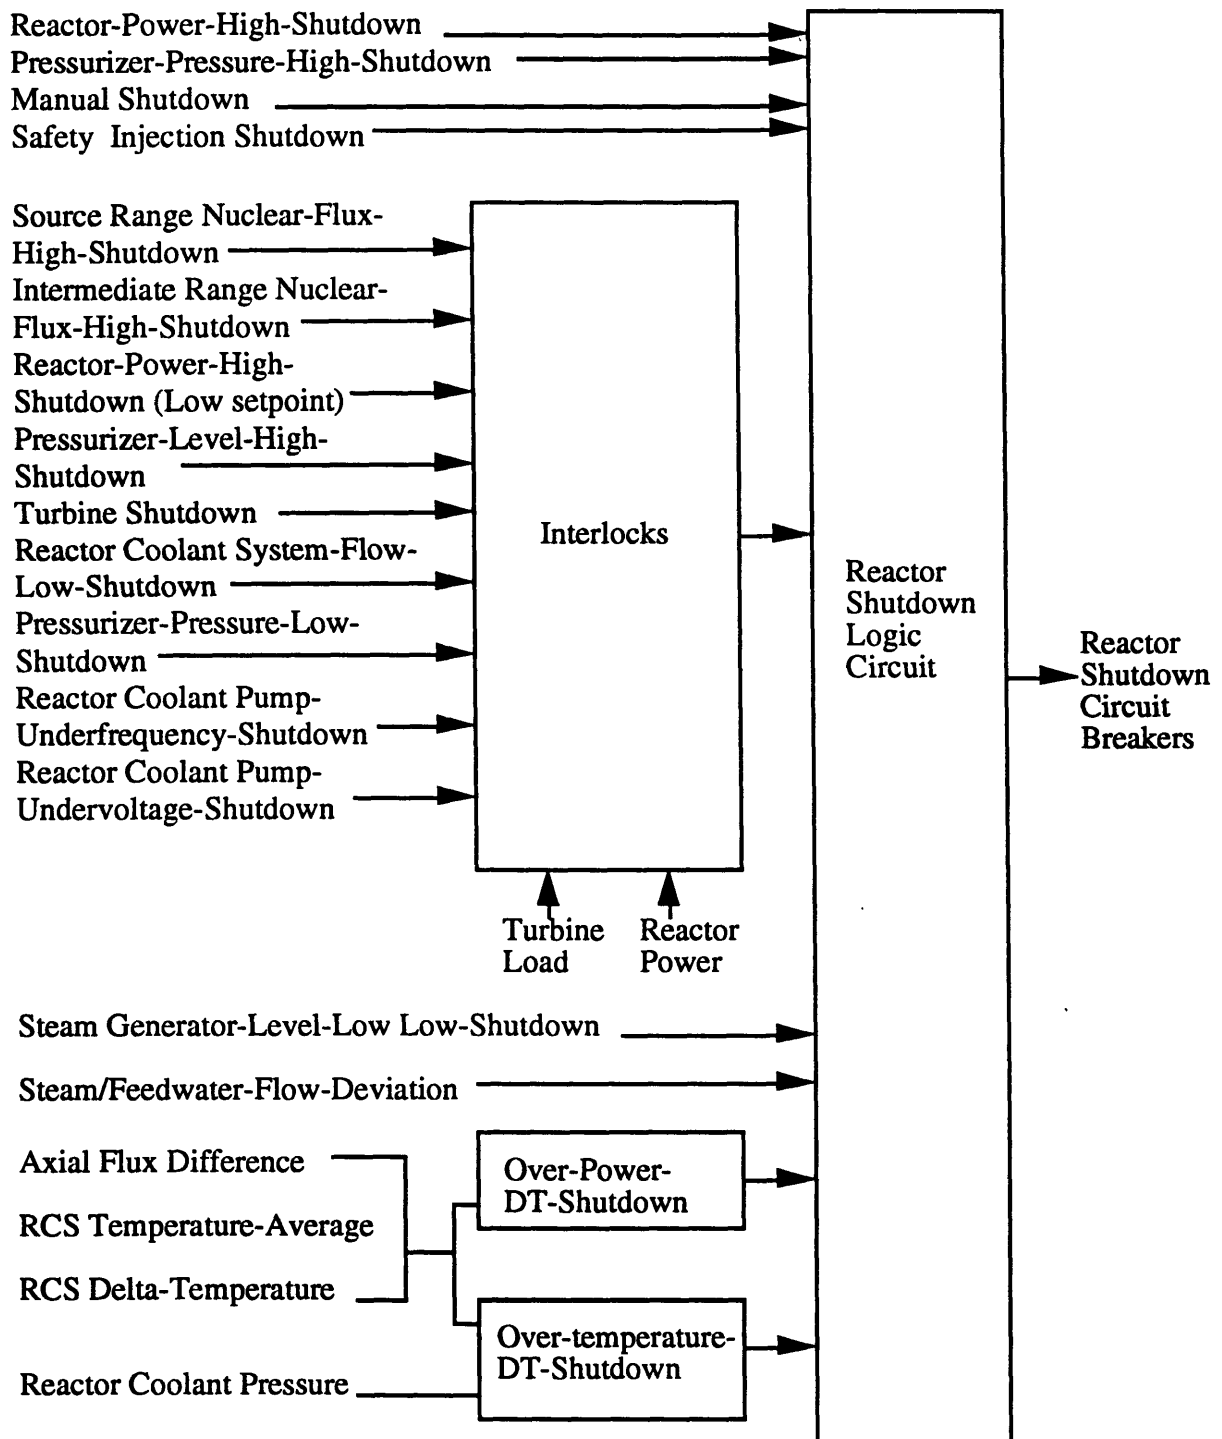 Reactor-Power-High-Shutdown
Pressurizer-Pressure-High-Shutdown
Manual Shutdown
Safety Injection Shutdown
Source Range Nuclear-Flux-
High-Shutdown
Intermediate Range Nuclear-
Flux-High-Shutdown
Reactor-Power-High-
Shutdown (Low setpoint)
Pressurizer-Level-High-
Shutdown
Turbine Shutdown
Reactor Coolant System-Flow-
Low-Shutdown
Pressurizer-Pressure-Low-
Shutdown
Reactor Coolant Pump-
Underfrequency-Shutdown
Reactor Coolant Pump-
Undervoltage-Shutdown
Interlocks
Turbine
Load
Reactor
Power
Reactor
Shutdown
Logic
Circuit
Reactor
Shutdown
Circuit
Breakers
Steam Generator-Level-Low Low-Shutdown
Steam/Feedwater-Flow-Deviation
Axial Flux Difference
RCS Temperature-Average
RCS Delta-Temperature
Reactor Coolant Pressure
Over-Power-
DT-Shutdown
Over-temperature-
DT-Shutdown